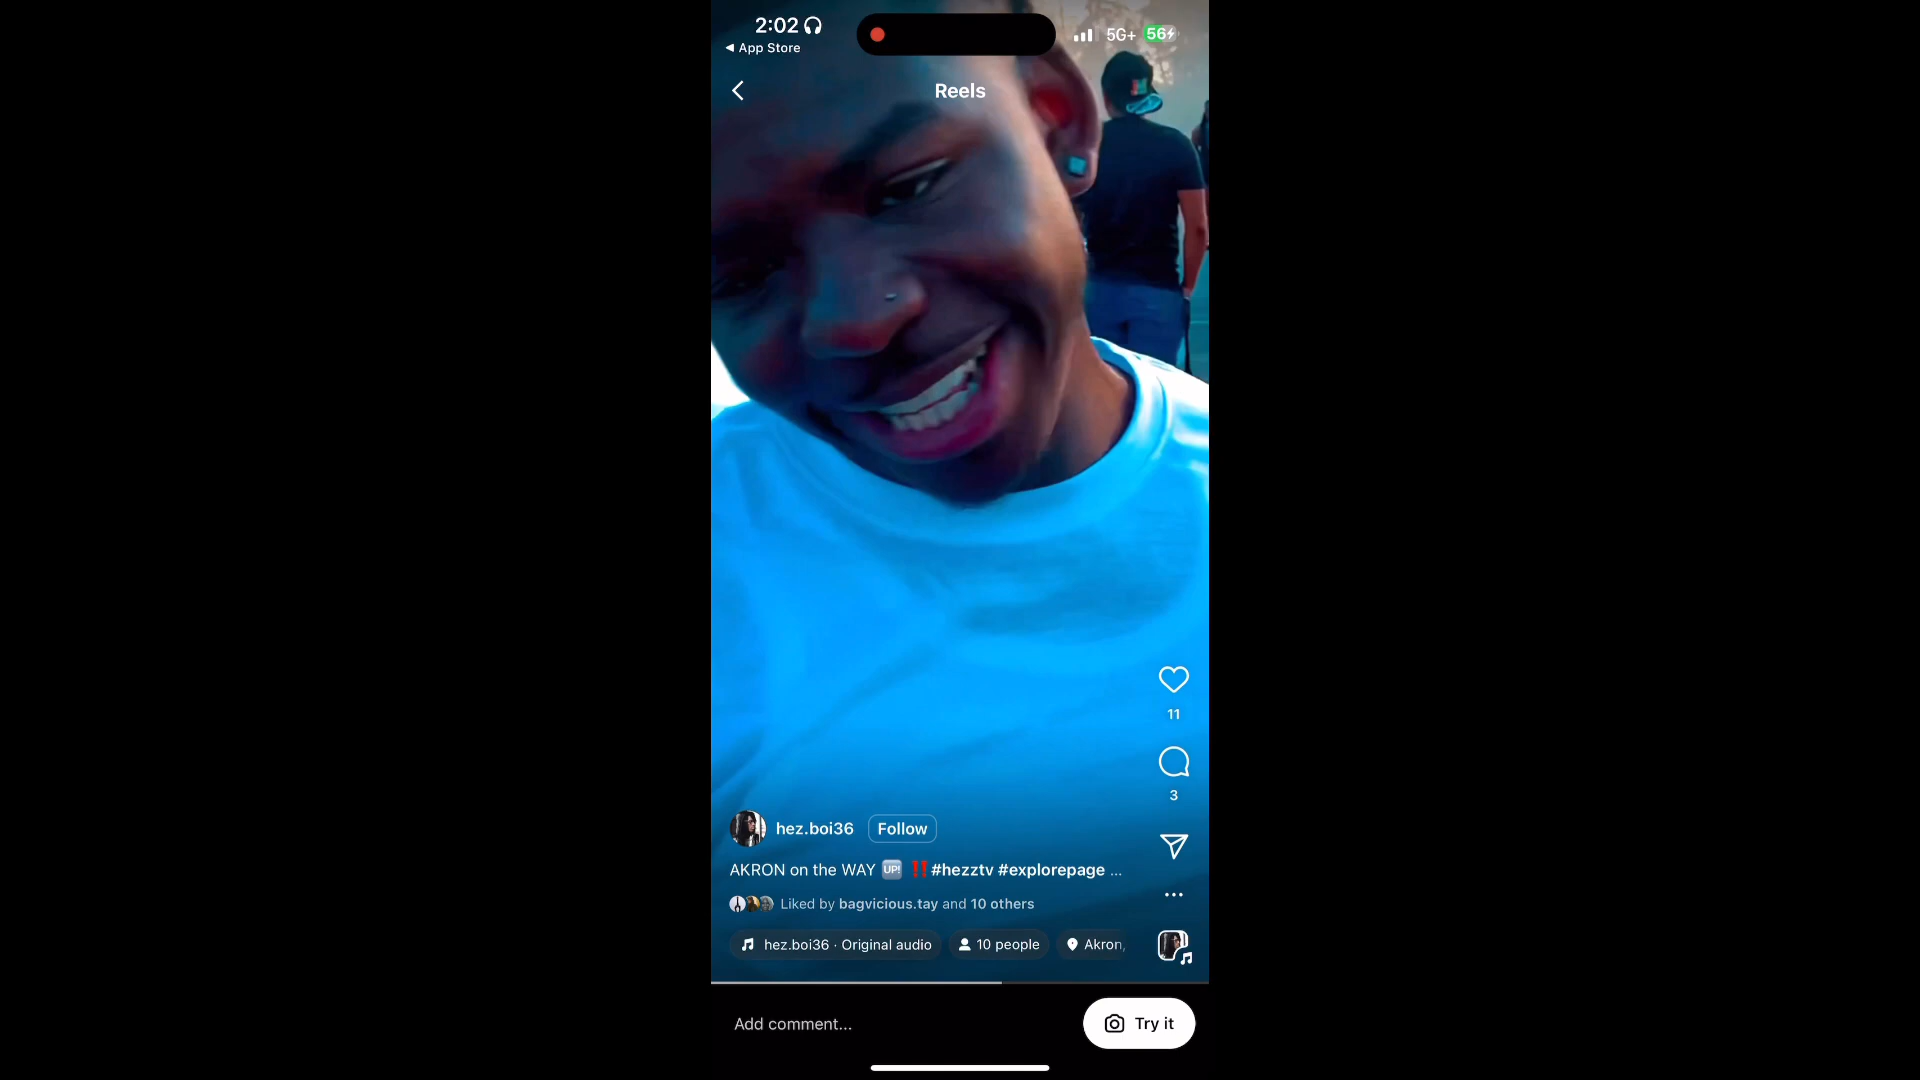 2:02
5G+ 56
◀ App Store
Reels
11
3
hez.boi36 Follow
AKRON on the WAY 🆙 ‼️#hezztv #explorepage ...
Liked by bagvicious.tay and 10 others
hez.boi36 · Original audio 10 people Akron,
Add comment... Try it